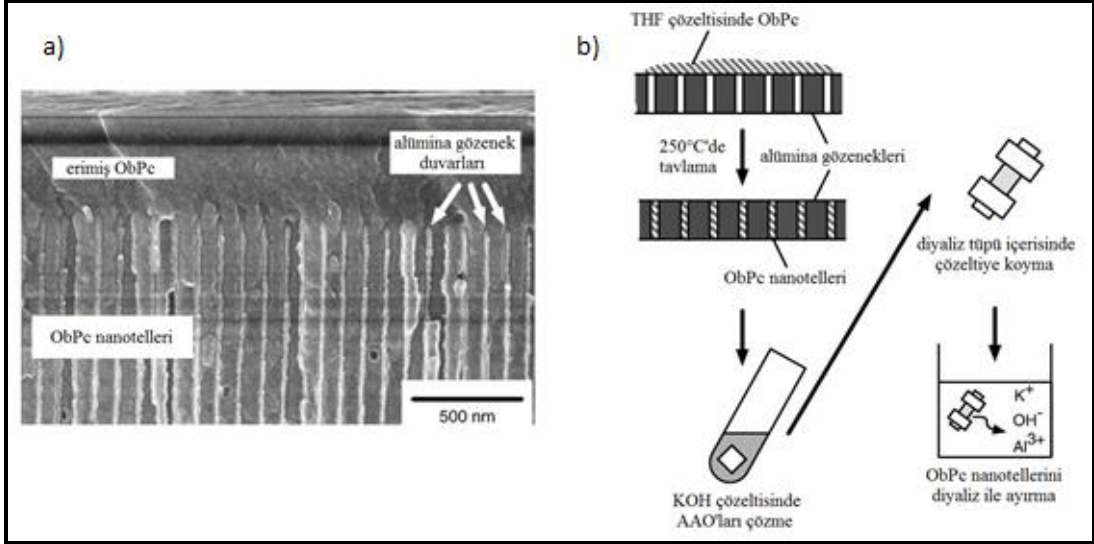 a)
erimiş ObPc
alümina gözenek
duvarları
ObPc nanotelleri
500 nm
b)
THF çözeltisinde ObPc
250°C'de
tavlama
alümina gözenekleri
ObPc nanotelleri
KOH çözeltisinde
AAO'ları çözme
diyaliz tüpü içerisinde
çözeltiye koyma
K+
OH-
Al3+
ObPc nanotellerini
diyaliz ile ayırma